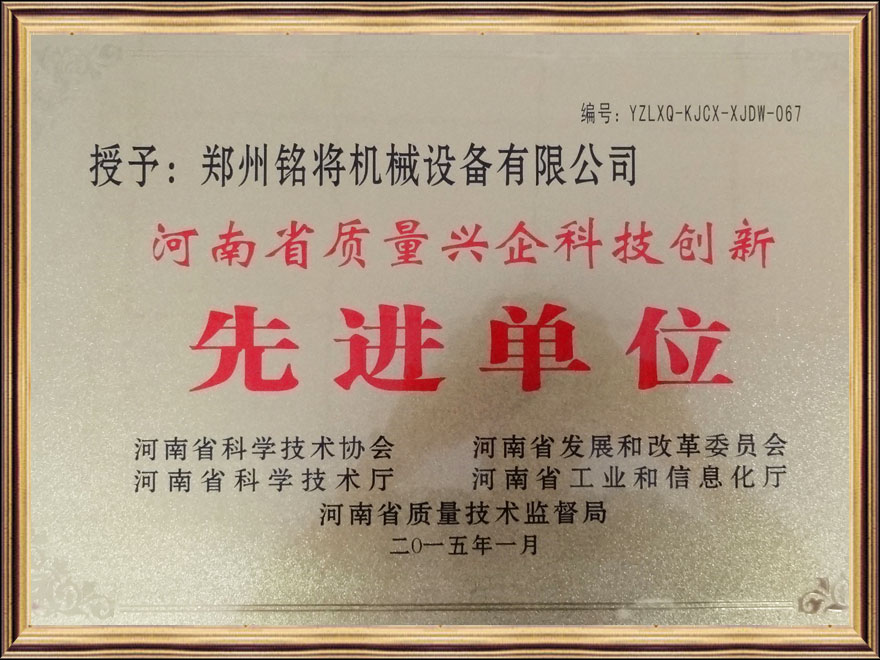 编号：YZLXQ-KJCX-XJDW-067
授予：郑州铭将机械设备有限公司
河南省质量兴企科技创新
先进单位
河南省科学技术协会 河南省发展和改革委员会
河南省科学技术厅 河南省工业和信息化厅
河南省质量技术监督局
二〇一五年一月